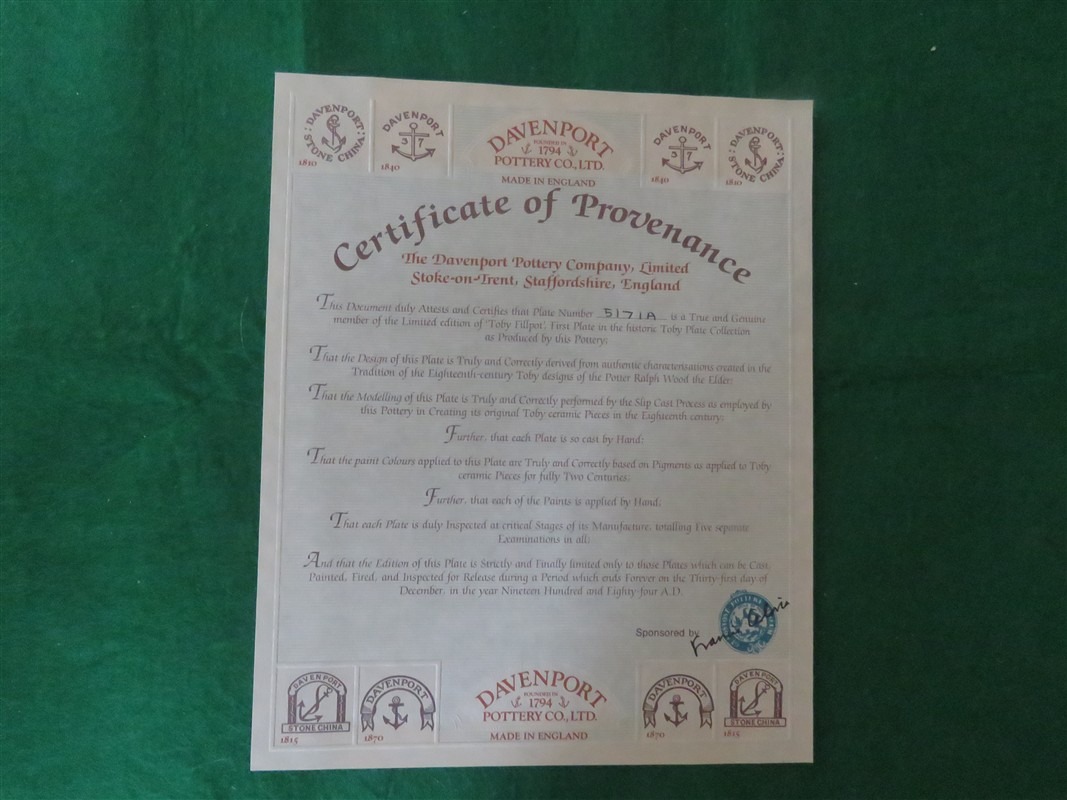 DAVENPORT STONE CHINA
1810
DAVENPORT
3 7
1840
DAVENPORT
FOUNDED IN
1794
POTTERY CO., LTD.
MADE IN ENGLAND
DAVENPORT
3 7
1840
DAVENPORT STONE CHINA
1810
Certificate of Provenance
The Davenport Pottery Company, Limited
Stoke-on-Trent, Staffordshire, England
This Document duly Attests and Certifies that Plate Number 5171A is a True and Genuine
member of the Limited edition of 'Toby Fillpot', First Plate in the historic Toby Plate Collection
as Produced by this Pottery;
That the Design of this Plate is Truly and Correctly derived from authentic characterisations created in the
Tradition of the Eighteenth-century Toby designs of the Potter Ralph Wood the Elder;
That the Modelling of this Plate is Truly and Correctly performed by the Slip Cast Process as employed by
this Pottery in Creating its original Toby ceramic Pieces in the Eighteenth century;
Further, that each Plate is so cast by Hand;
That the paint Colours applied to this Plate are Truly and Correctly based on Pigments as applied to Toby
ceramic Pieces for fully Two Centuries;
Further, that each of the Paints is applied by Hand;
That each Plate is duly Inspected at critical Stages of its Manufacture, totalling Five separate
Examinations in all;
And that the Edition of this Plate is Strictly and Finally limited only to those Plates which can be Cast,
Painted, Fired, and Inspected for Release during a Period which ends Forever on the Thirty-first day of
December, in the year Nineteen Hundred and Eighty-four A.D.
Sponsored by
DAVENPORT
STONE CHINA
1815
DAVENPORT
1870
DAVENPORT
FOUNDED IN
1794
POTTERY CO., LTD.
MADE IN ENGLAND
DAVENPORT
1870
DAVENPORT
STONE CHINA
1815